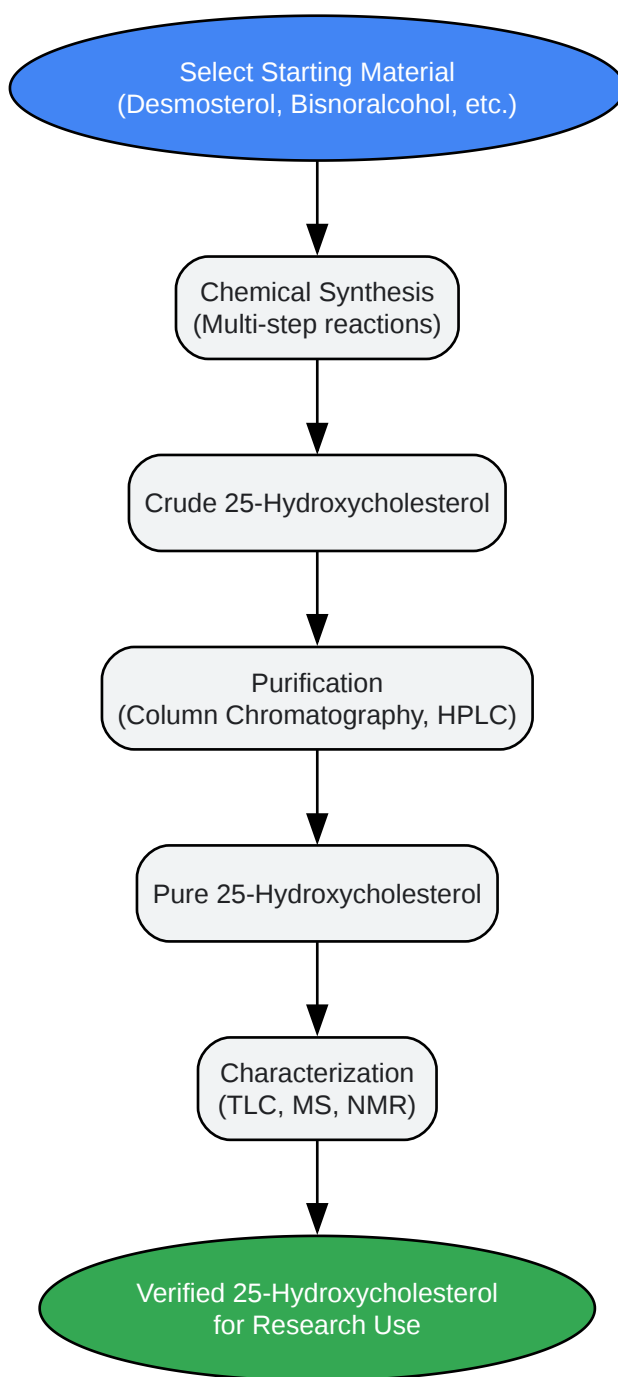 Select Starting Material
(Desmosterol, Bisnoralcohol, etc.)
Chemical Synthesis
(Multi-step reactions)
Crude 25-Hydroxycholesterol
Purification
(Column Chromatography, HPLC)
Pure 25-Hydroxycholesterol
Characterization
(TLC, MS, NMR)
Verified 25-Hydroxycholesterol
for Research Use